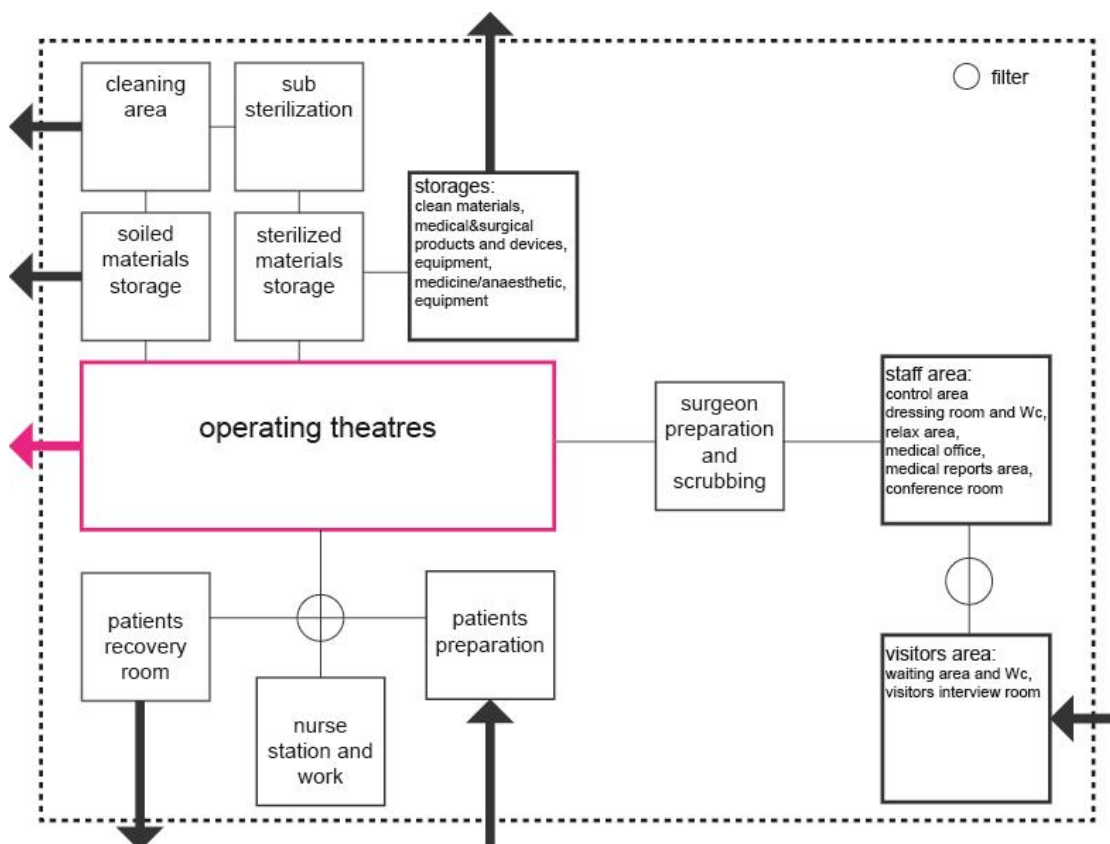 filter
cleaning
area
sub
sterilization
storages:
clean materials,
medical&surgical
products and devices,
equipment,
medicine/anaesthetic,
equipment
soiled
materials
storage
sterilized
materials
storage
operating theatres
surgeon
preparation
and
scrubbing
staff area:
control area
dressing room and Wc,
relax area,
medical office,
medical reports area,
conference room
patients
recovery
room
patients
preparation
nurse
station and
work
visitors area:
waiting area and Wc,
visitors interview room